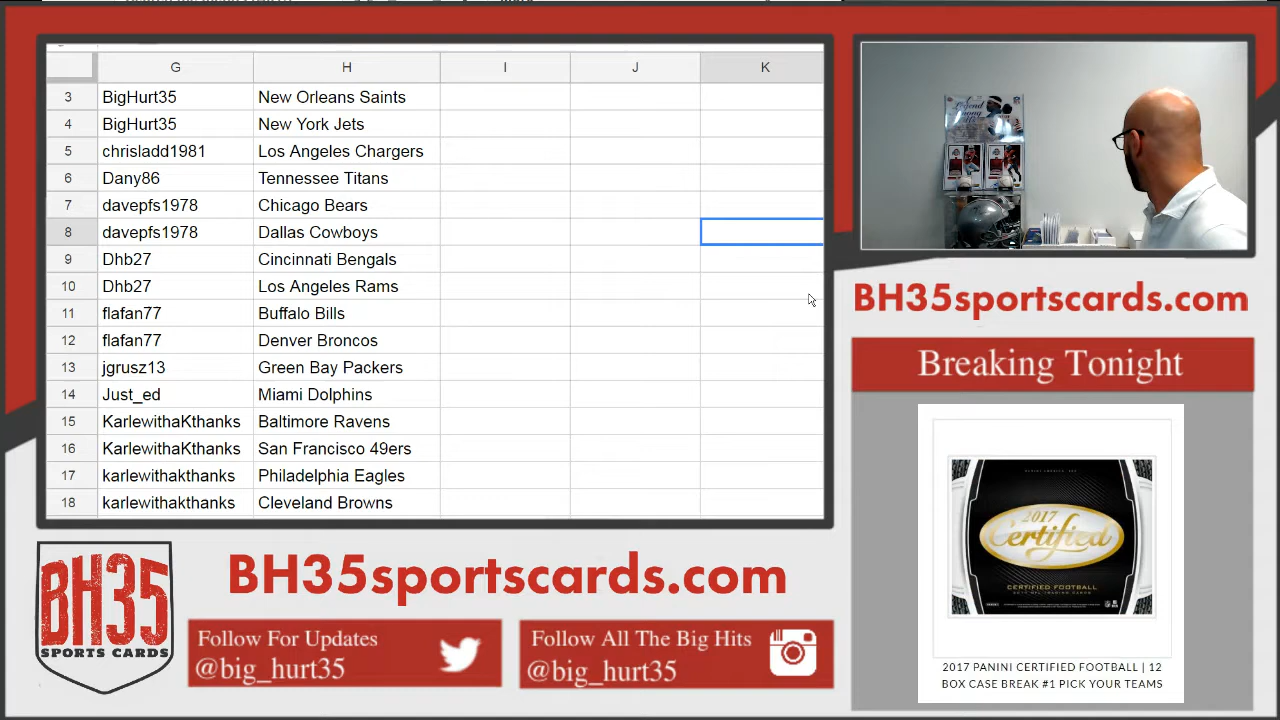 G H I J K
3 BigHurt35 New Orleans Saints
4 BigHurt35 New York Jets
5 chrisladd1981 Los Angeles Chargers
6 Dany86 Tennessee Titans
7 davepfs1978 Chicago Bears
8 davepfs1978 Dallas Cowboys
9 Dhb27 Cincinnati Bengals
10 Dhb27 Los Angeles Rams
11 flafan77 Buffalo Bills
12 flafan77 Denver Broncos
13 jgrusz13 Green Bay Packers
14 Just_ed Miami Dolphins
15 KarlewithaKthanks Baltimore Ravens
16 KarlewithaKthanks San Francisco 49ers
17 karlewithakthanks Philadelphia Eagles
18 karlewithakthanks Cleveland Browns
Legend
BH35sportscards.com
Breaking Tonight
2017
Certified
CERTIFIED FOOTBALL
2017 PANINI CERTIFIED FOOTBALL | 12
BOX CASE BREAK #1 PICK YOUR TEAMS
BH35
SPORTS CARDS
BH35sportscards.com
Follow For Updates
@big_hurt35
Follow All The Big Hits
@big_hurt35